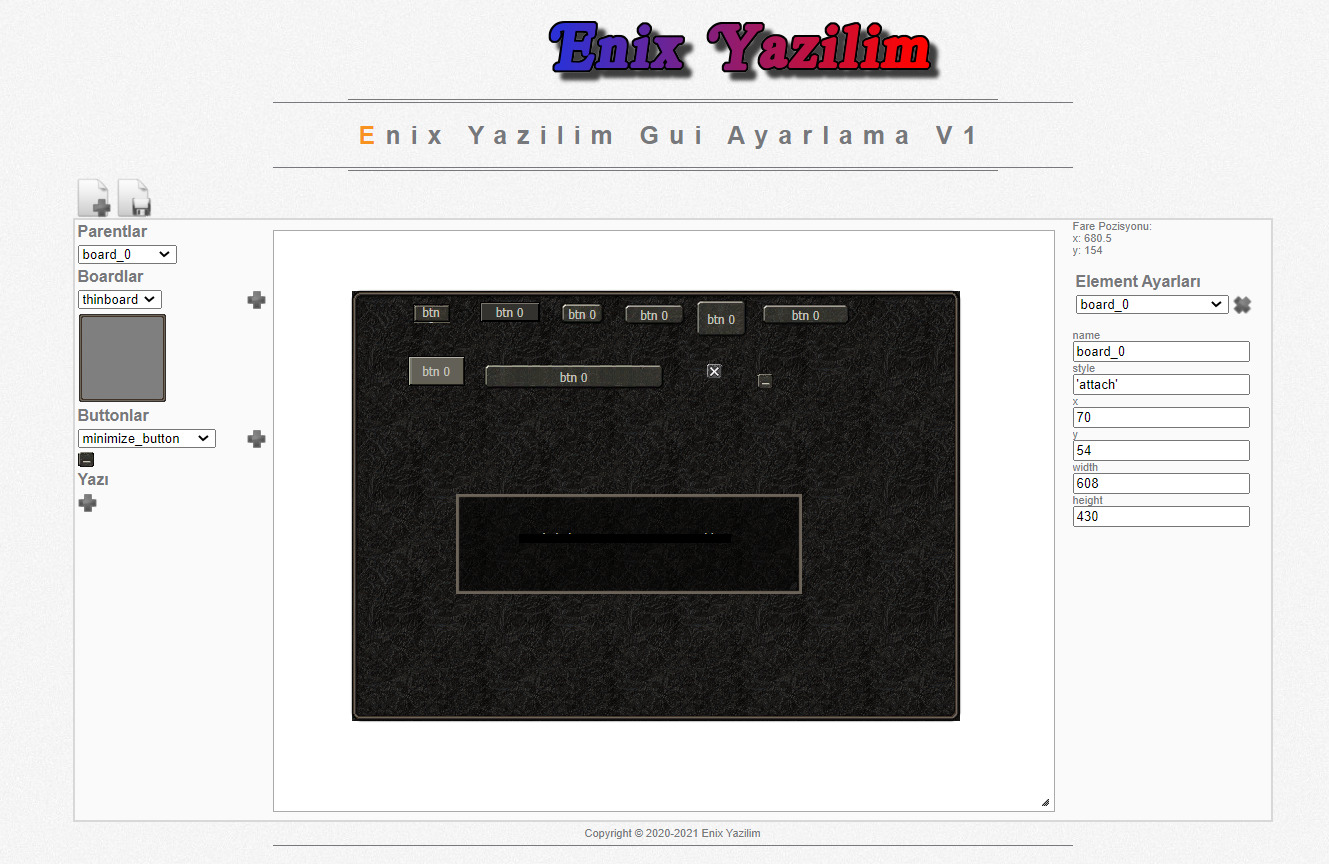 Enix Yazilim
Enix Yazilim Gui Ayarlama V1
Parentlar
board_0
Boardlar
thinboard
Buttonlar
minimize_button
Yazı
btn
btn 0
btn 0
btn 0
btn 0
btn 0
btn 0
btn 0
Fare Pozisyonu:
x: 680.5
y: 154
Element Ayarları
board_0
name
board_0
style
'attach'
x
70
y
54
width
608
height
430
Copyright © 2020-2021 Enix Yazilim